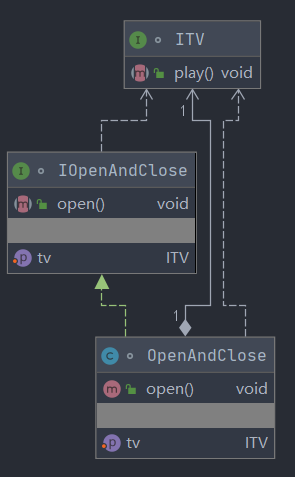 I ITV
m play() void
1
I IOpenAndClose
m open() void
p tv ITV
1
C OpenAndClose
m open() void
p tv ITV